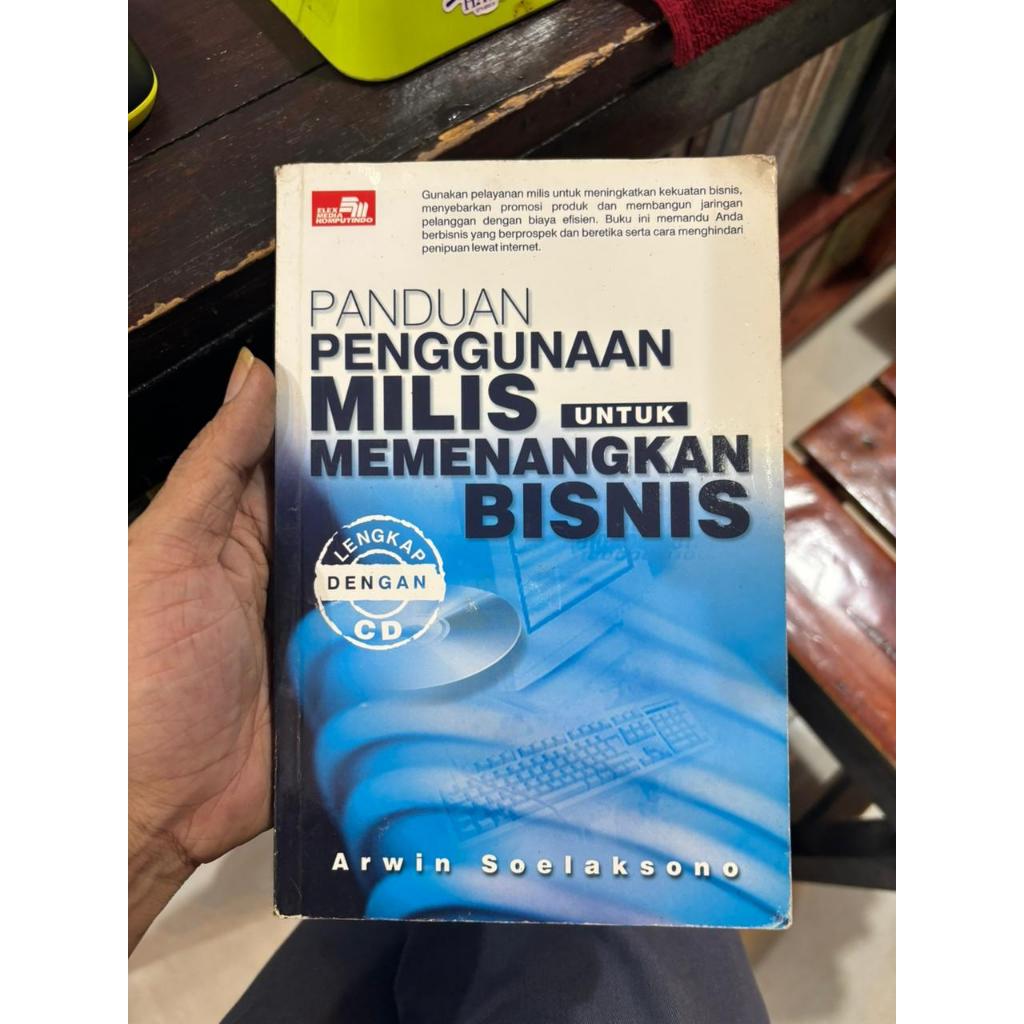 ELEX
MEDIA
KOMPUTINDO
Gunakan pelayanan milis untuk meningkatkan kekuatan bisnis,
menyebarkan promosi produk dan membangun jaringan
pelanggan dengan biaya efisien. Buku ini memandu Anda
berbisnis yang berprospek dan beretika serta cara menghindari
penipuan lewat internet.
PANDUAN
PENGGUNAAN
MILIS UNTUK
MEMENANGKAN
BISNIS
LENGKAP
DENGAN
CD
Arwin Soelaksono